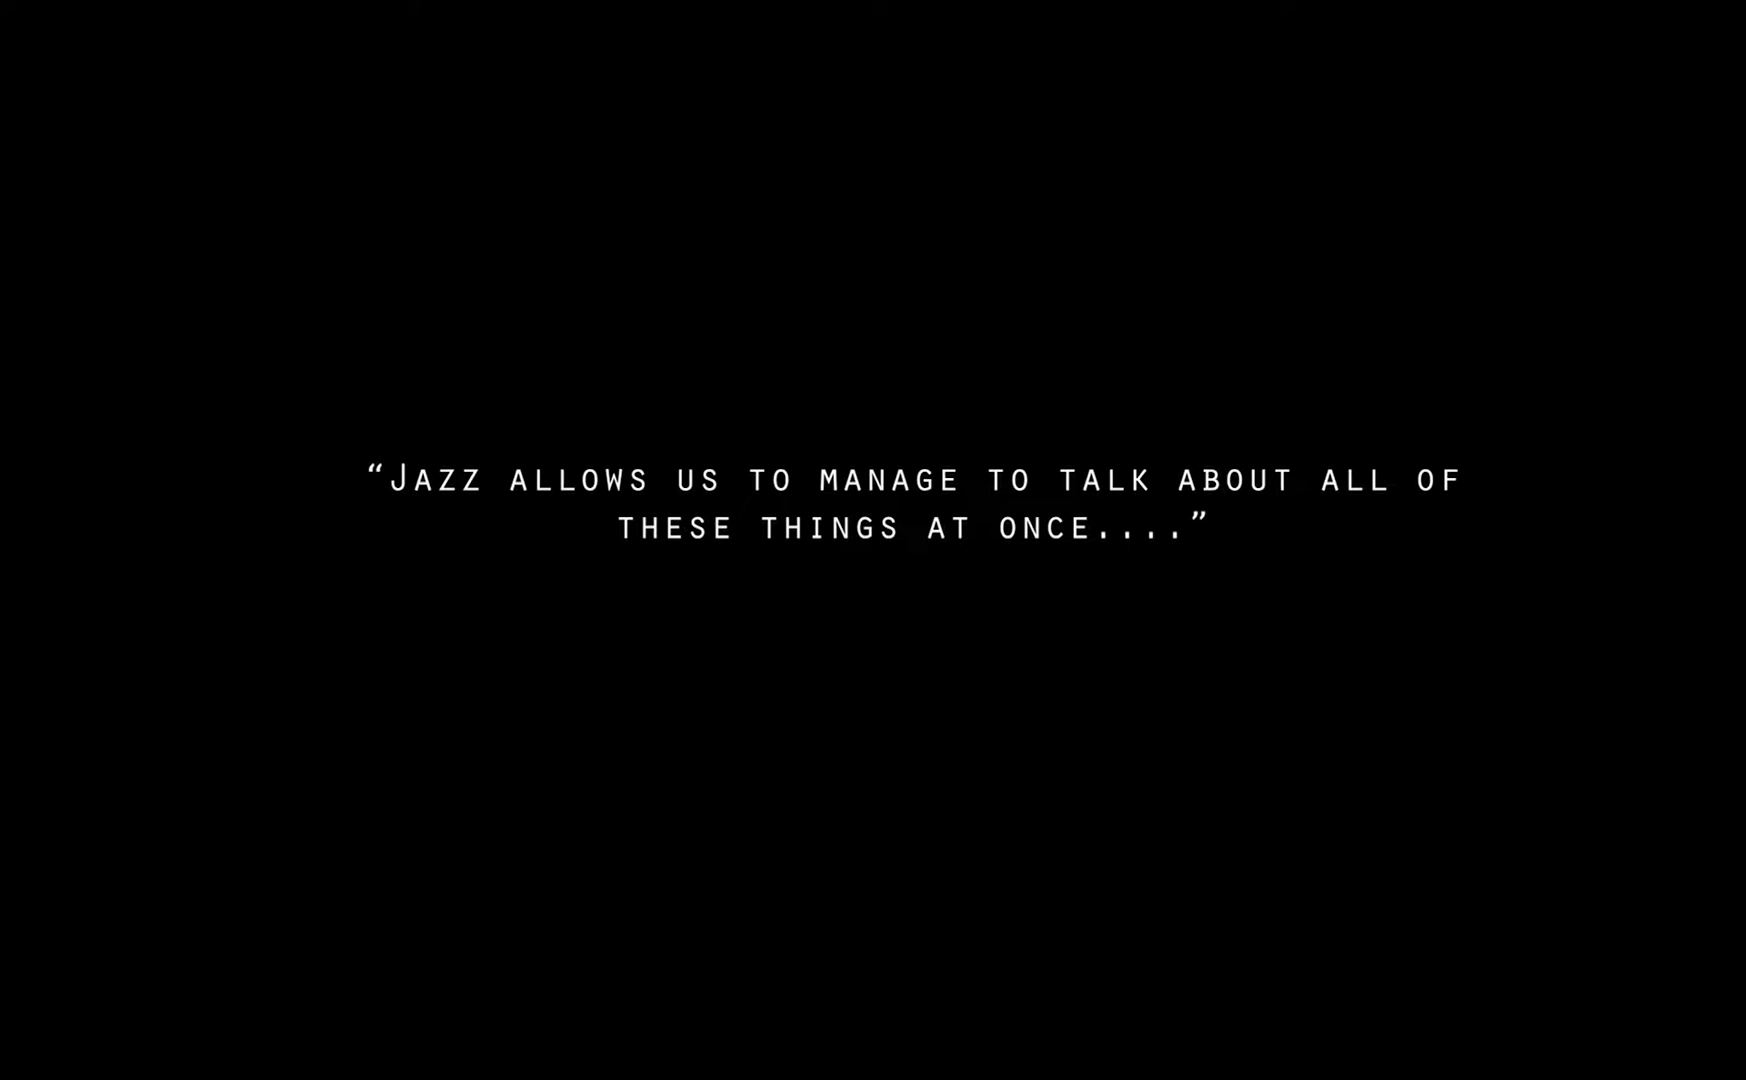 “Jazz allows us to manage to talk about all of
these things at once....”